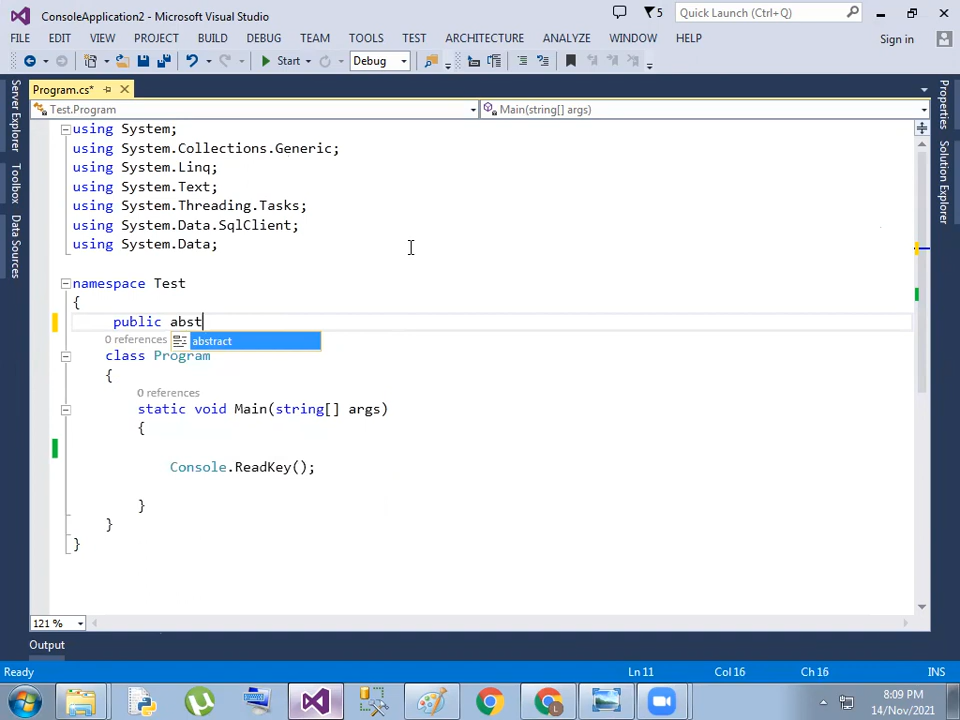 ConsoleApplication2 - Microsoft Visual Studio
5
Quick Launch (Ctrl+Q)
FILE EDIT VIEW PROJECT BUILD DEBUG TEAM TOOLS TEST ARCHITECTURE ANALYZE WINDOW HELP
Sign in
Start Debug
Program.cs*
Test.Program
Main(string[] args)
Server Explorer
Toolbox
Data Sources
Properties
Solution Explorer
using System;
using System.Collections.Generic;
using System.Linq;
using System.Text;
using System.Threading.Tasks;
using System.Data.SqlClient;
using System.Data;
namespace Test
{
public abst
abstract
0 references
class Program
{
0 references
static void Main(string[] args)
{
Console.ReadKey();
}
}
}
121 %
Output
Ready
Ln 11
Col 16
Ch 16
INS
8:09 PM
14/Nov/2021